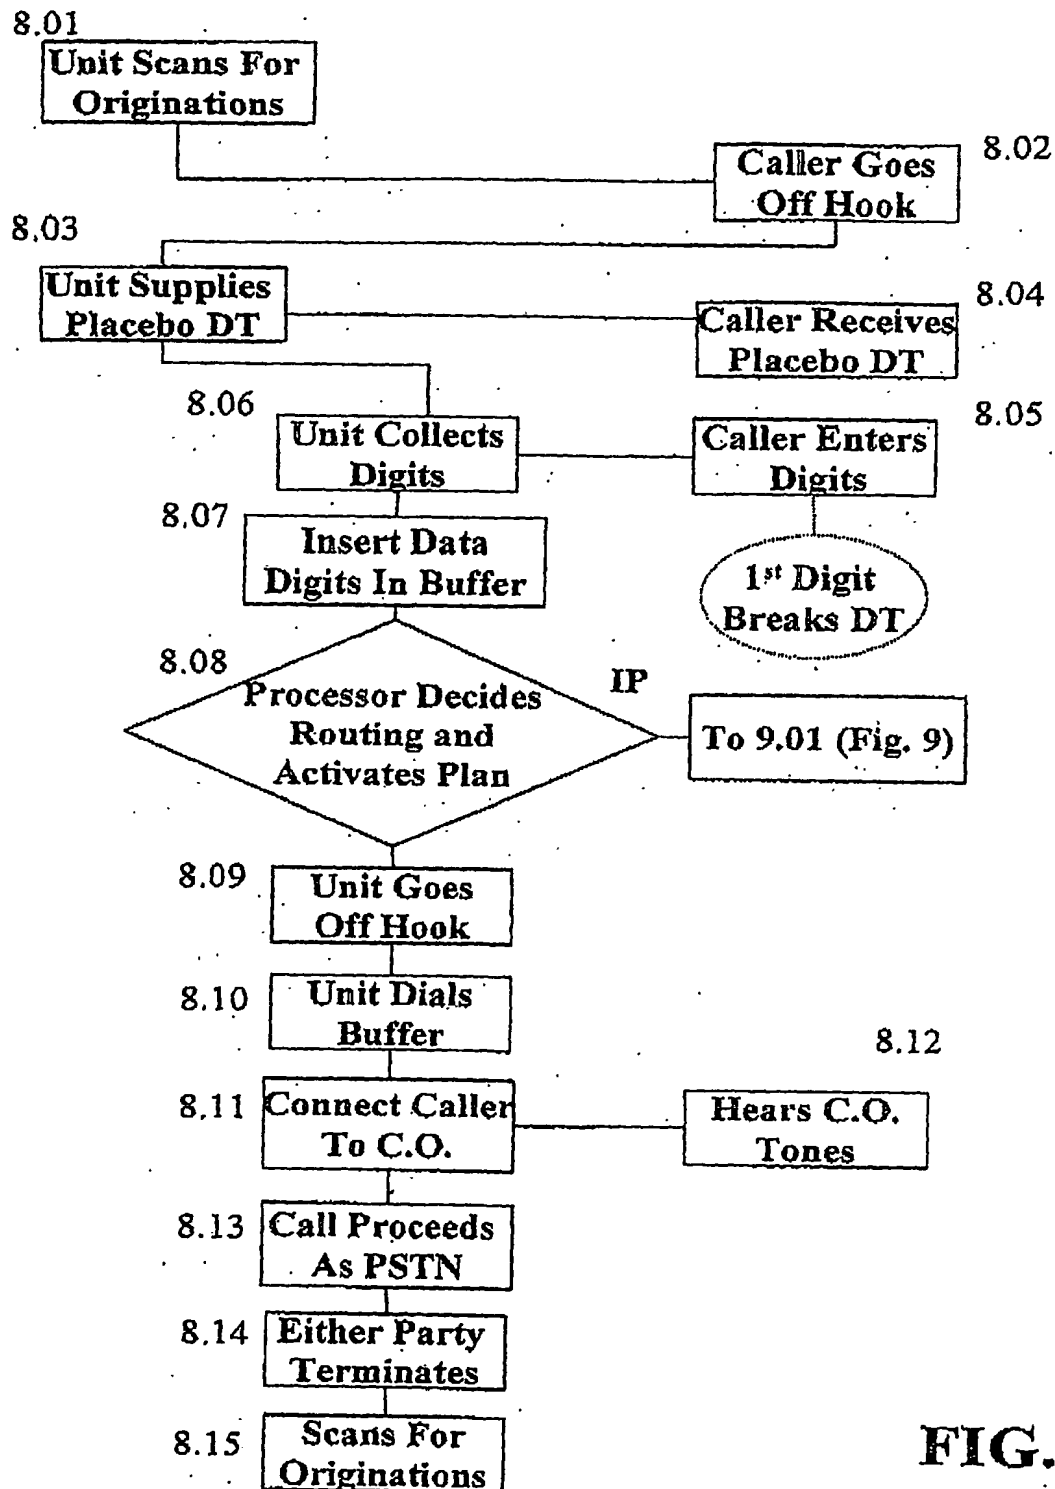 8.01
Unit Scans For
Originations
8.02
Caller Goes
Off Hook
8.03
Unit Supplies
Placebo DT
8.04
Caller Receives
Placebo DT
8.06
Unit Collects
Digits
8.05
Caller Enters
Digits
8.07
Insert Data
Digits In Buffer
1st Digit
Breaks DT
8.08
Processor Decides
Routing and
Activates Plan
IP
To 9.01 (Fig. 9)
8.09
Unit Goes
Off Hook
8.10
Unit Dials
Buffer
8.11
Connect Caller
To C.O.
8.12
Hears C.O.
Tones
8.13
Call Proceeds
As PSTN
8.14
Either Party
Terminates
8.15
Scans For
Originations
FIG.